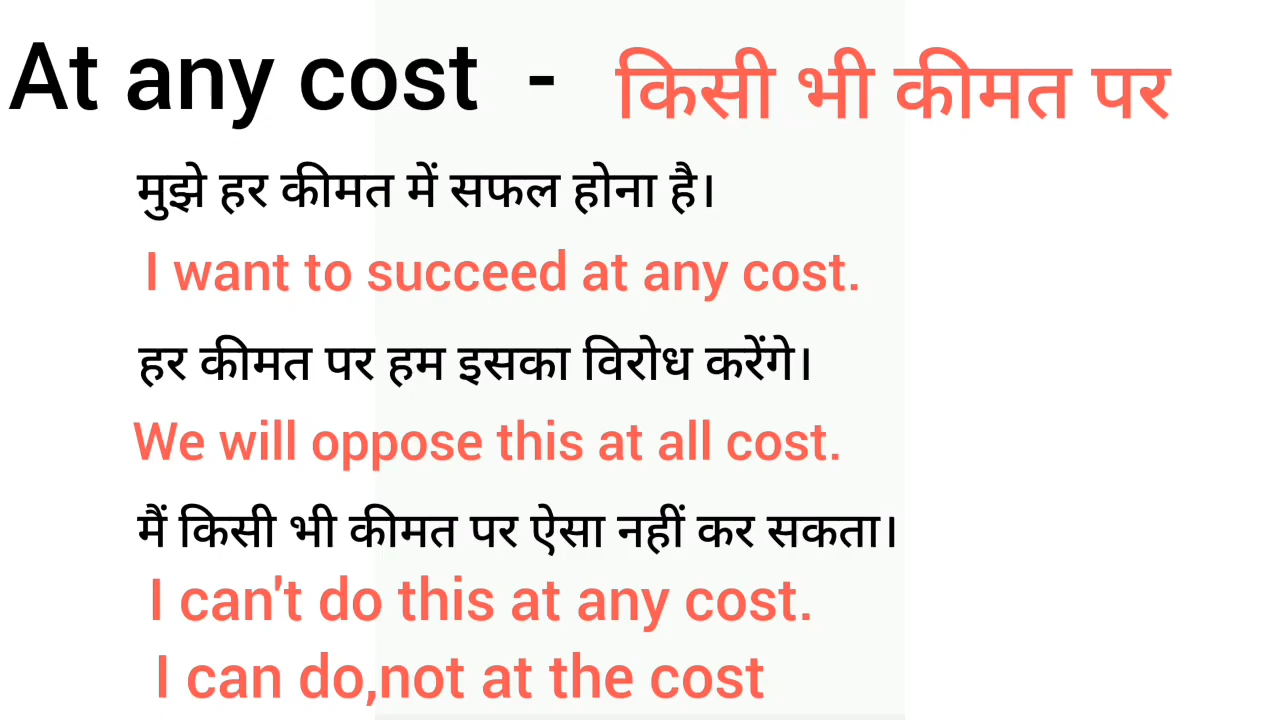 At any cost - किसी भी कीमत पर
मुझे हर कीमत में सफल होना है।
I want to succeed at any cost.
हर कीमत पर हम इसका विरोध करेंगे।
We will oppose this at all cost.
मैं किसी भी कीमत पर ऐसा नहीं कर सकता।
I can't do this at any cost.
I can do,not at the cost